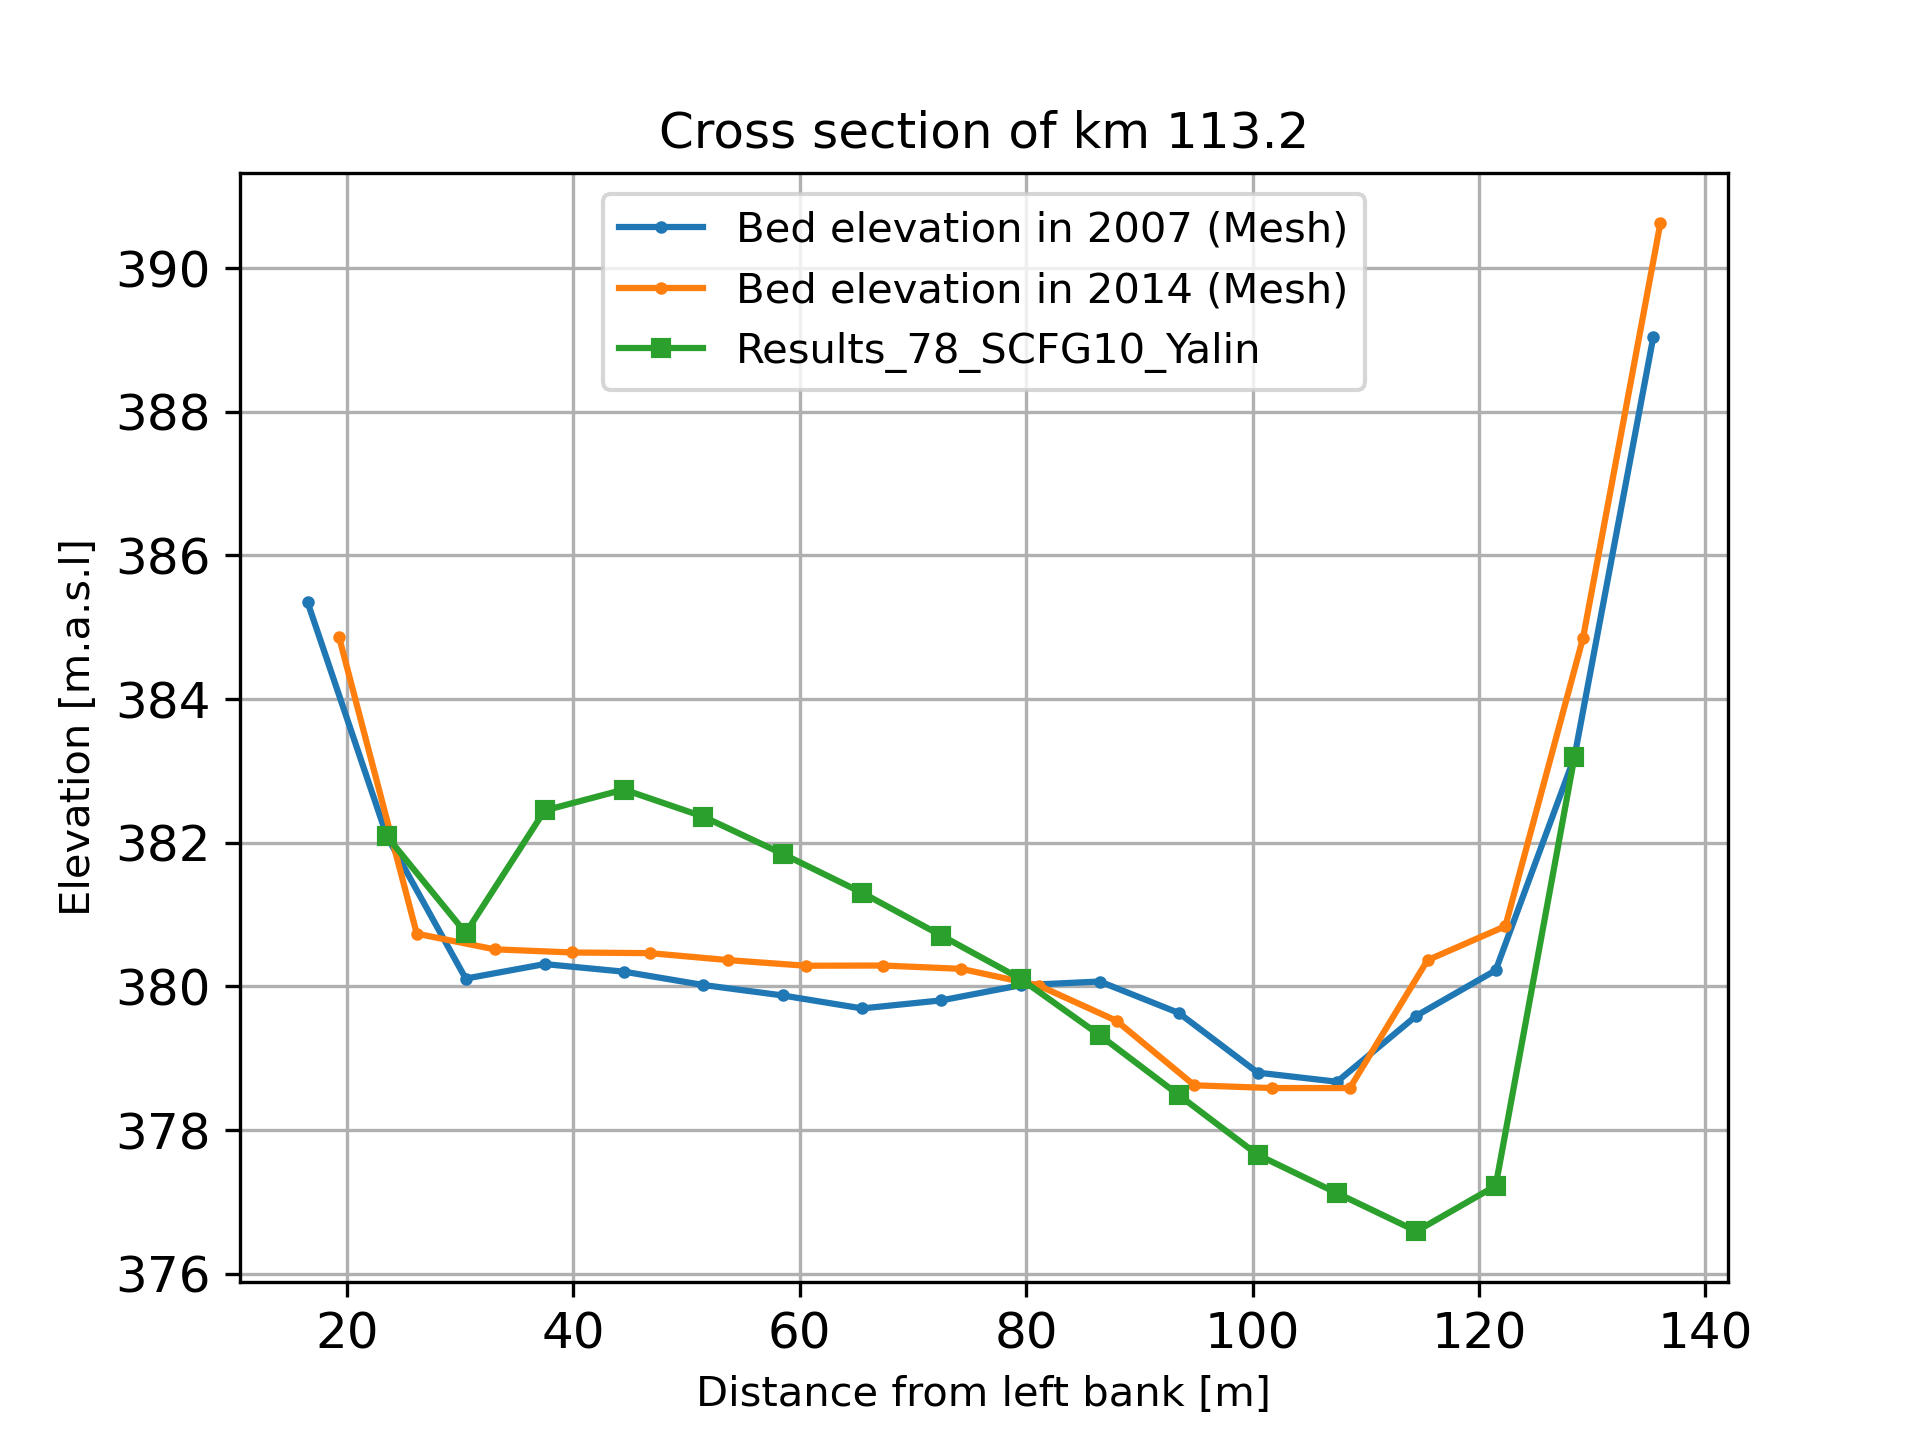 Cross section of km 113.2
Bed elevation in 2007 (Mesh)
Bed elevation in 2014 (Mesh)
Results_78_SCFG10_Yalin
390
388
386
384
382
380
378
376
Elevation [m.a.s.l]
20 40 60 80 100 120 140
Distance from left bank [m]